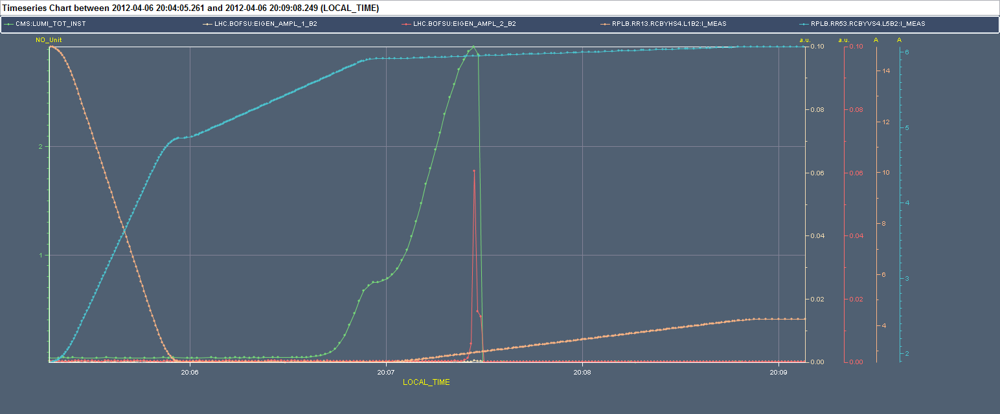 Timeseries Chart between 2012-04-06 20:04:05.261 and 2012-04-06 20:09:08.249 (LOCAL_TIME)
CMS:LUMI_TOT_INST LHC.BOFSU:EIGEN_AMPL_1_B2 LHC.BOFSU:EIGEN_AMPL_2_B2 RPLB.RR13.RCBYHS4.L1B2:I_MEAS RPLB.RR53.RCBYVS4.L5B2:I_MEAS
NO_Unit a.u. a.u. A A
0.10 0.10
6
14
2
0.08 0.08
12
5
0.06 0.06 10
4
8
1
0.04 0.04
6
3
0.02 0.02
4
2
0.00 0.00
20:06 20:07 20:08 20:09
LOCAL_TIME